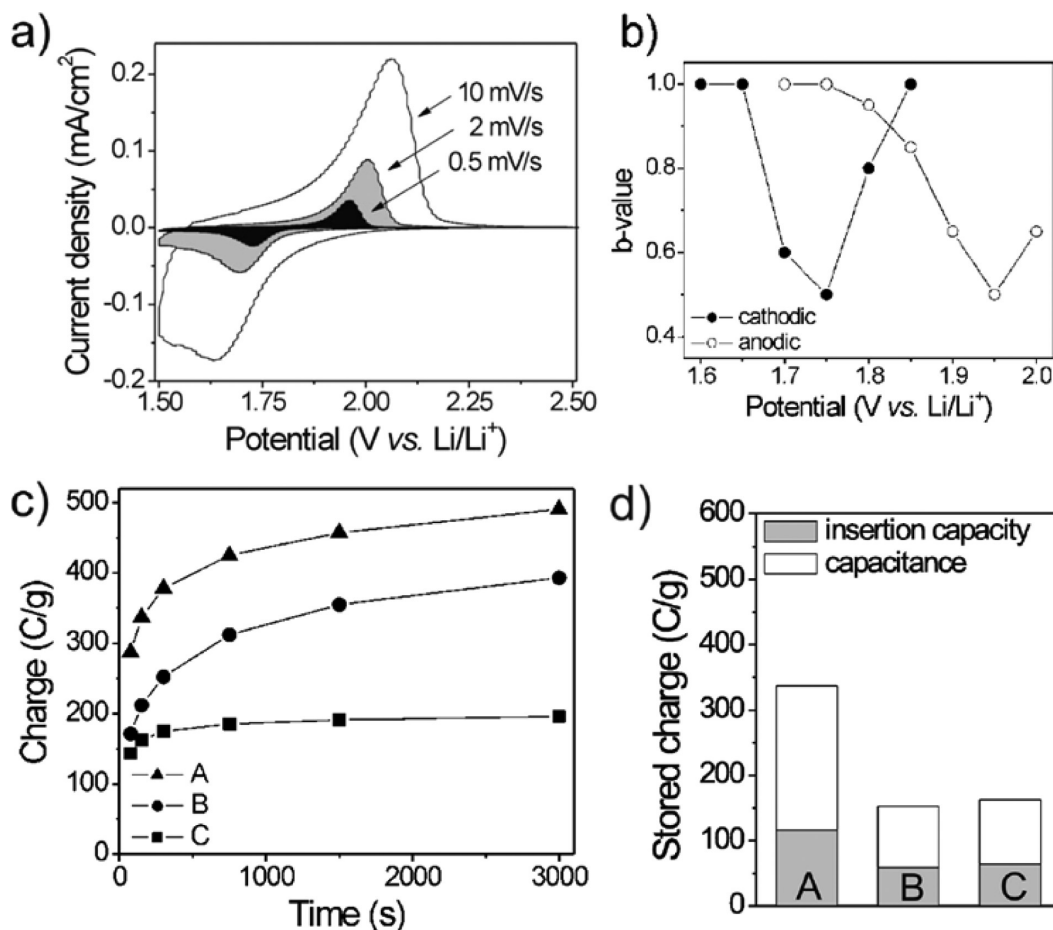 a)
Current density (mA/cm²)
0.2
0.1
0.0
-0.1
-0.2
10 mV/s
2 mV/s
0.5 mV/s
1.50 1.75 2.00 2.25 2.50
Potential (V vs. Li/Li⁺)
b)
b-value
1.0
0.8
0.6
0.4
cathodic
anodic
1.6 1.7 1.8 1.9 2.0
Potential (V vs. Li/Li⁺)
c)
Charge (C/g)
500
400
300
200
100
0
A
B
C
0 1000 2000 3000
Time (s)
d)
Stored charge (C/g)
600
500
400
300
200
100
0
insertion capacity
capacitance
A B C